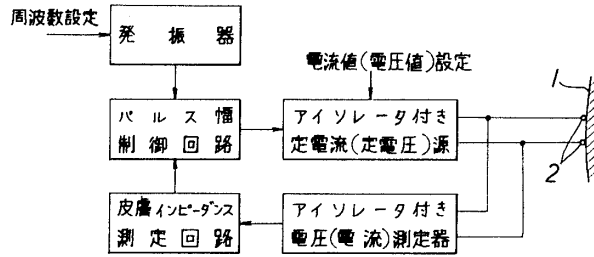 周波数設定
発振器
電流値(電圧値)設定
パルス幅
制御回路
アイソレータ付き
定電流(定電圧)源
1
2
皮膚インピーダンス
測定回路
アイソレータ付き
電圧(電流)測定器